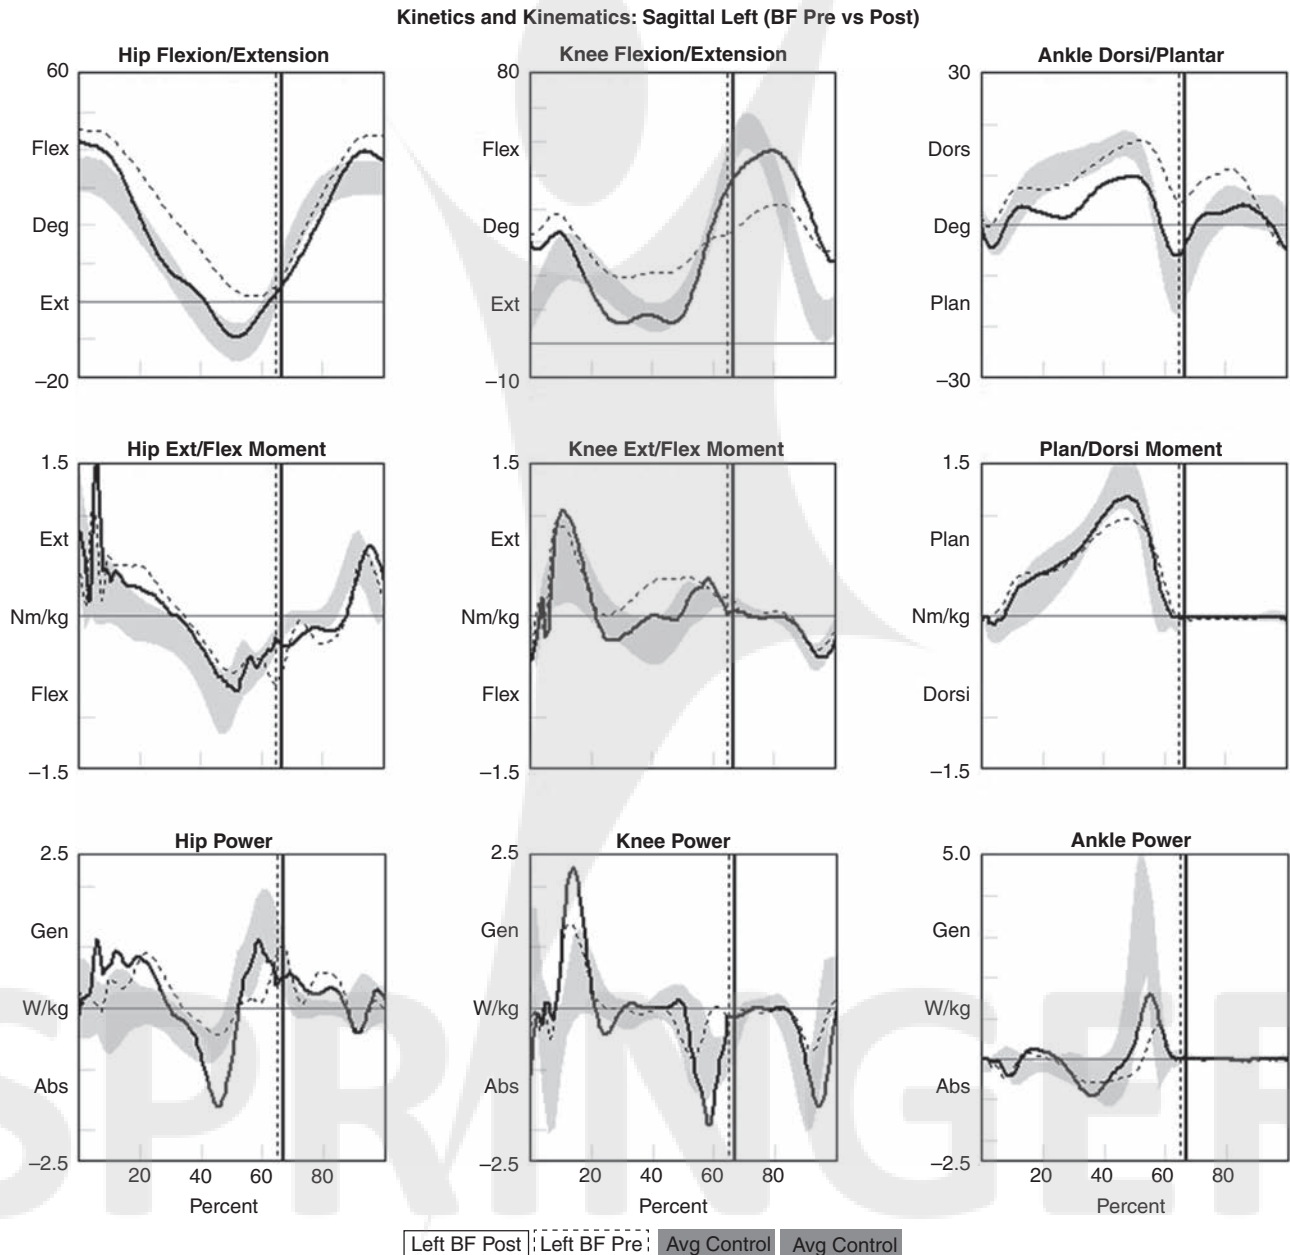 Kinetics and Kinematics: Sagittal Left (BF Pre vs Post)
Hip Flexion/Extension
60
Flex
Deg
Ext
–20
Knee Flexion/Extension
80
Flex
Deg
Ext
–10
Ankle Dorsi/Plantar
30
Dors
Deg
Plan
–30
Hip Ext/Flex Moment
1.5
Ext
Nm/kg
Flex
–1.5
Knee Ext/Flex Moment
1.5
Ext
Nm/kg
Flex
–1.5
Plan/Dorsi Moment
1.5
Plan
Nm/kg
Dorsi
–1.5
Hip Power
2.5
Gen
W/kg
Abs
–2.5
20 40 60 80
Percent
Knee Power
2.5
Gen
W/kg
Abs
–2.5
20 40 60 80
Percent
Ankle Power
5.0
Gen
W/kg
Abs
–2.5
20 40 60 80
Percent
Left BF Post Left BF Pre Avg Control Avg Control
SPRINGER